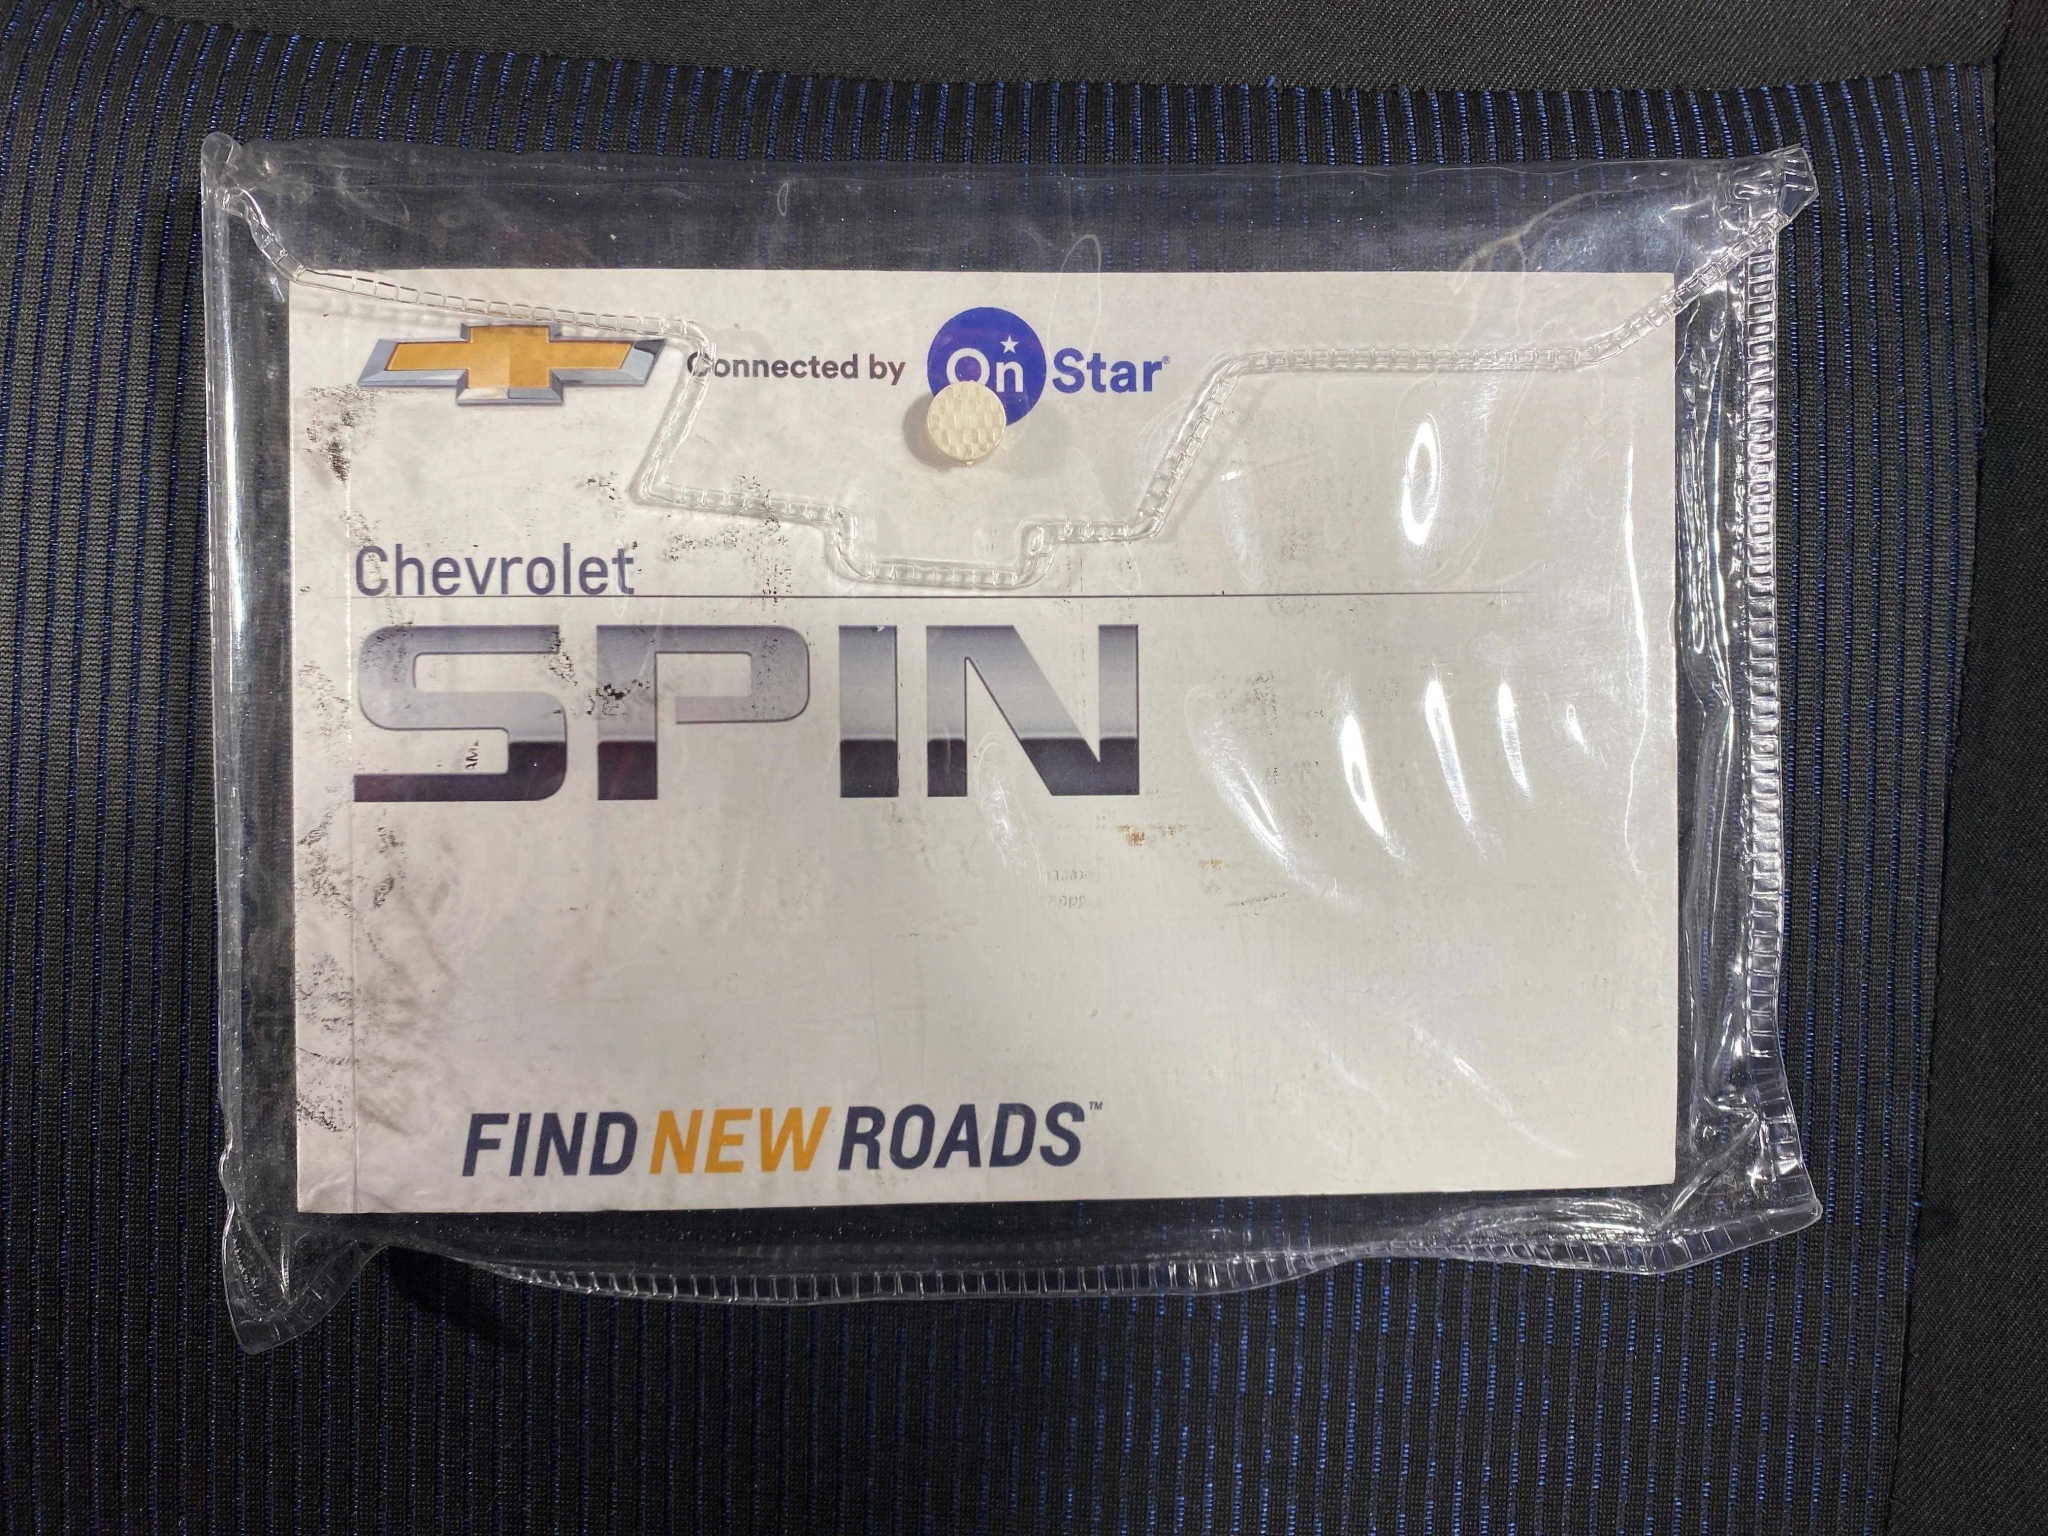 Connected by OnStar®
Chevrolet
SPIN
FIND NEW ROADS™